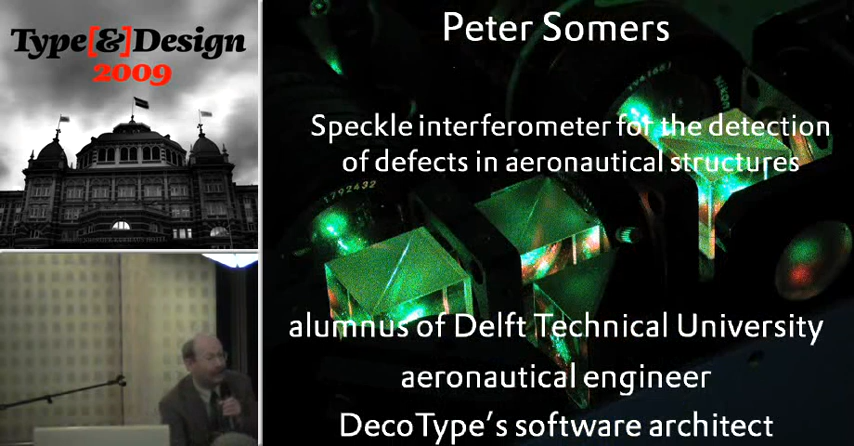 Type[&]Design
2009
Peter Somers
Speckle interferometer for the detection
of defects in aeronautical structures
1792432
alumnus of Delft Technical University
aeronautical engineer
DecoType's software architect